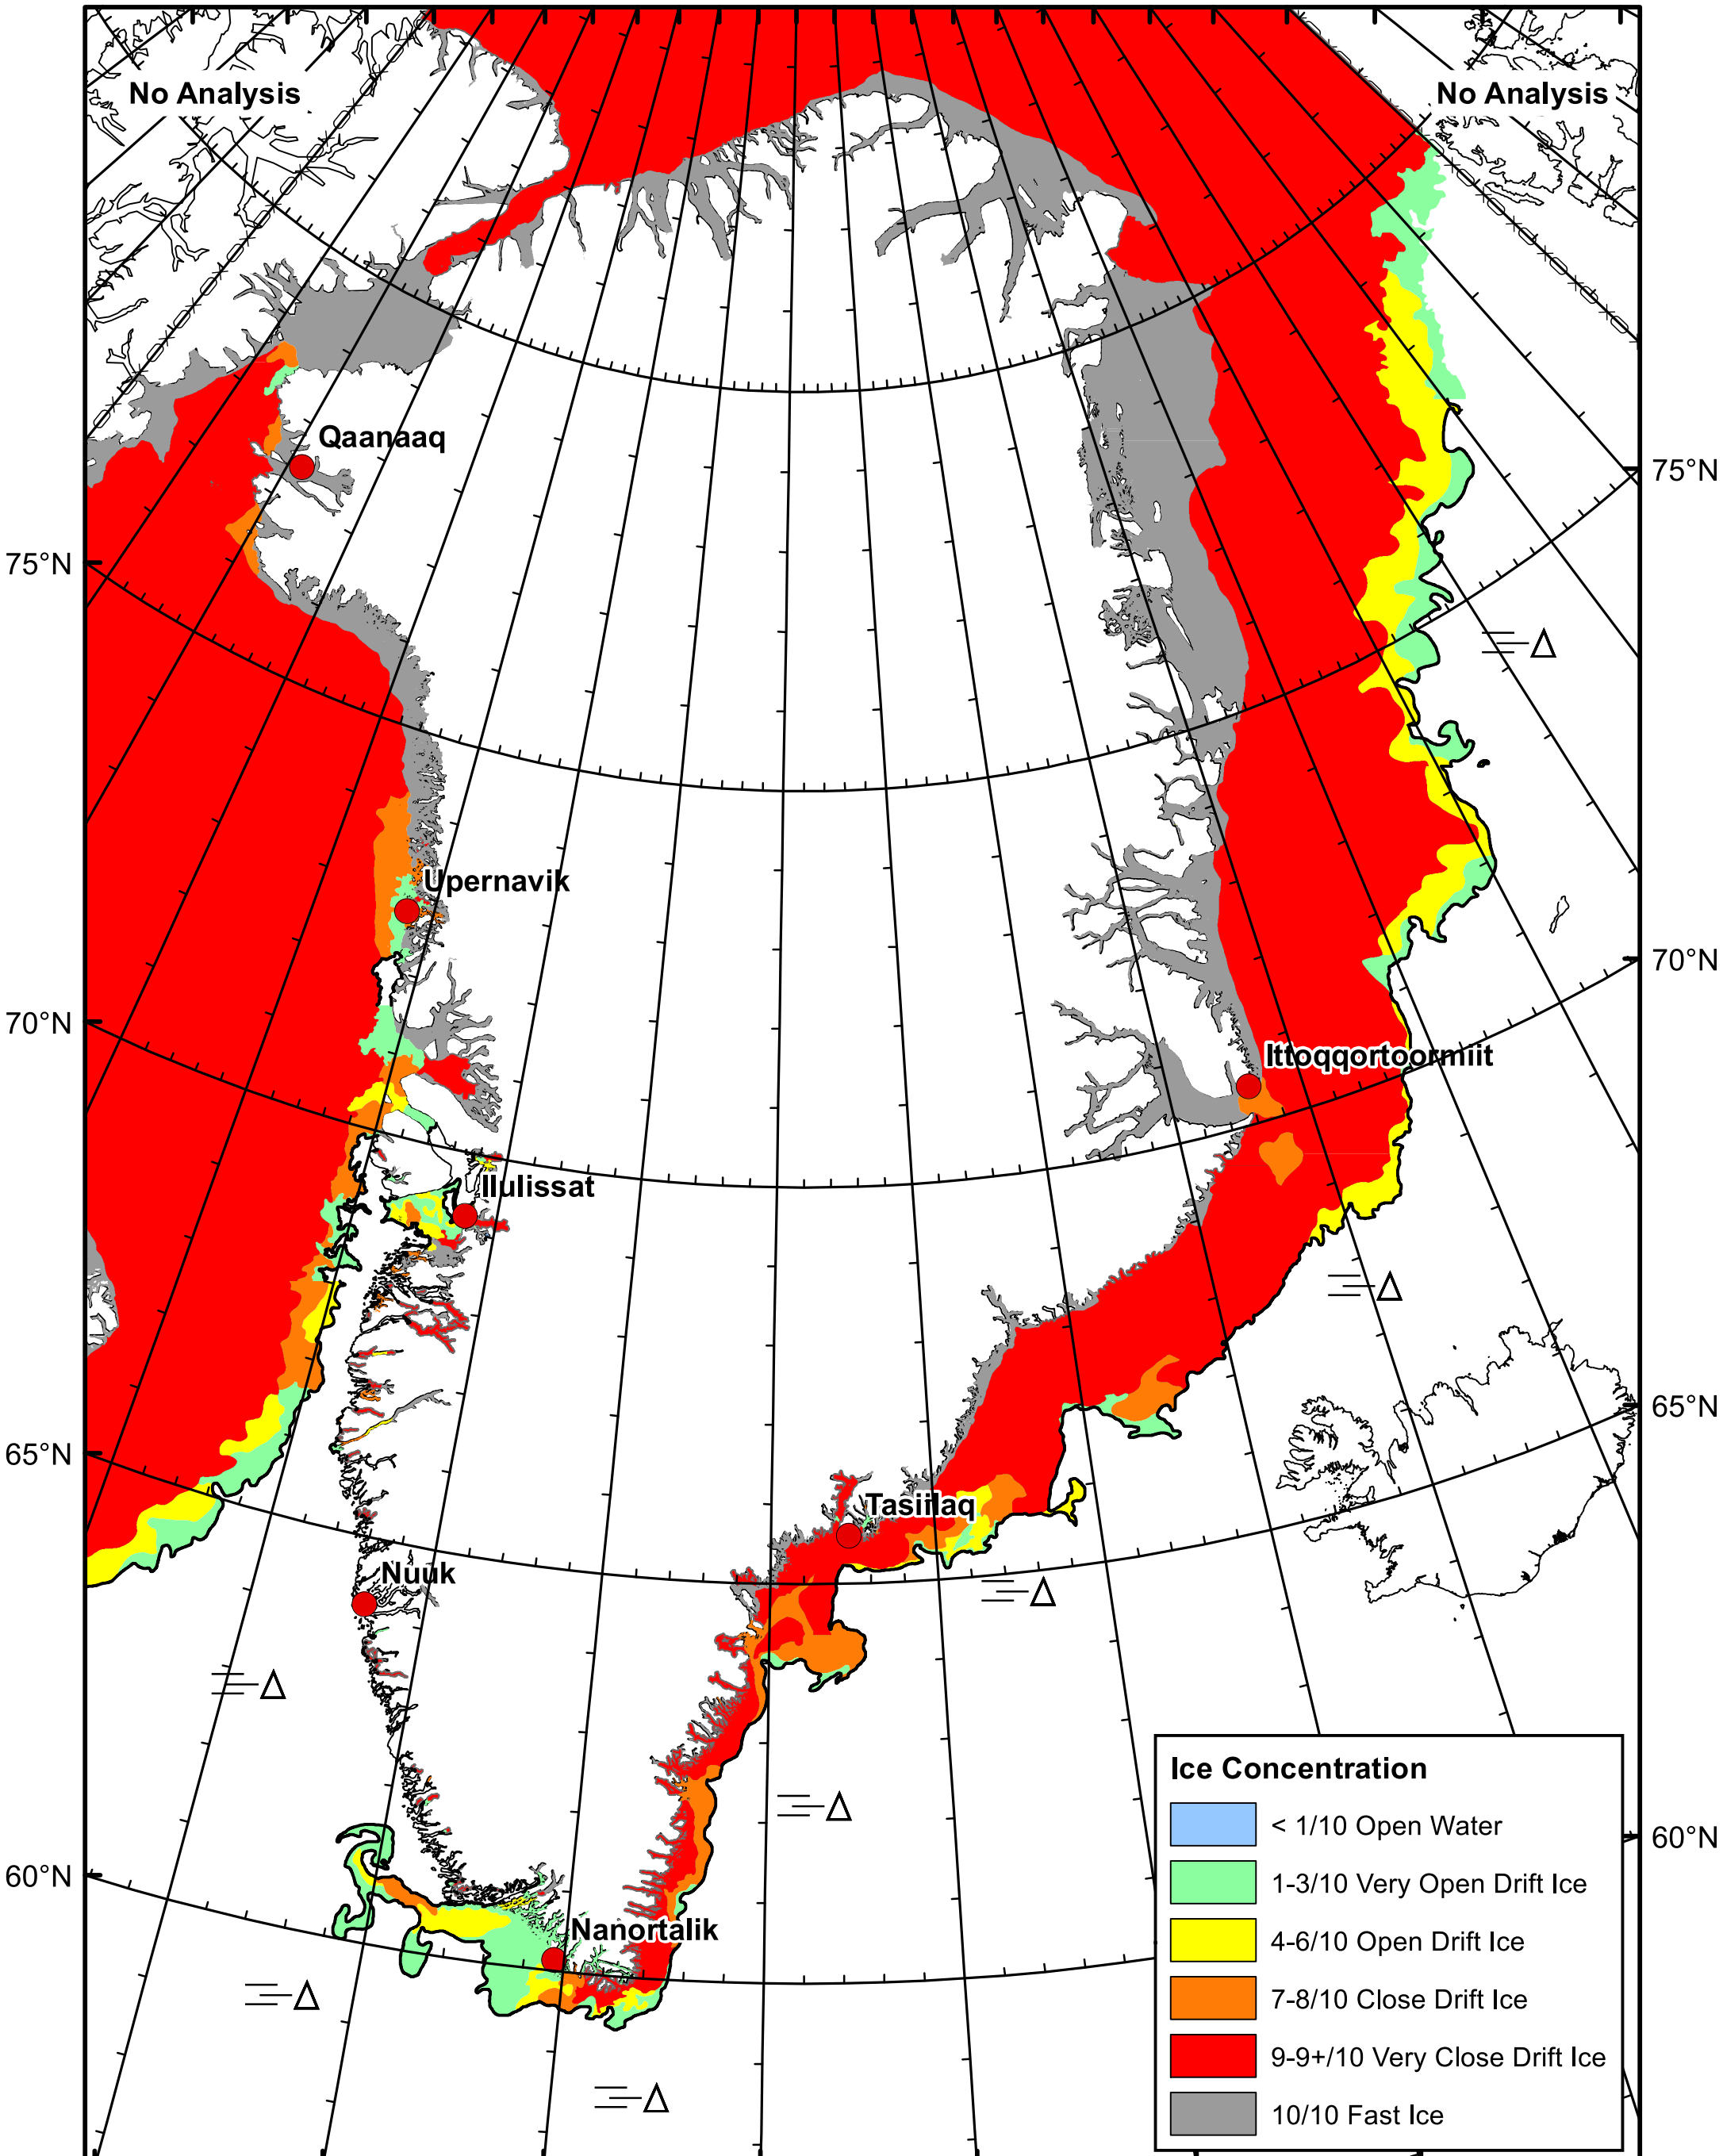 No Analysis
No Analysis
Qaanaaq
75°N
75°N
Upernavik
70°N
70°N
Ittoqqortoormiit
Ilulissat
65°N
65°N
Tasiilaq
Nuuk
60°N
60°N
Nanortalik
Ice Concentration
< 1/10 Open Water
1-3/10 Very Open Drift Ice
4-6/10 Open Drift Ice
7-8/10 Close Drift Ice
9-9+/10 Very Close Drift Ice
10/10 Fast Ice